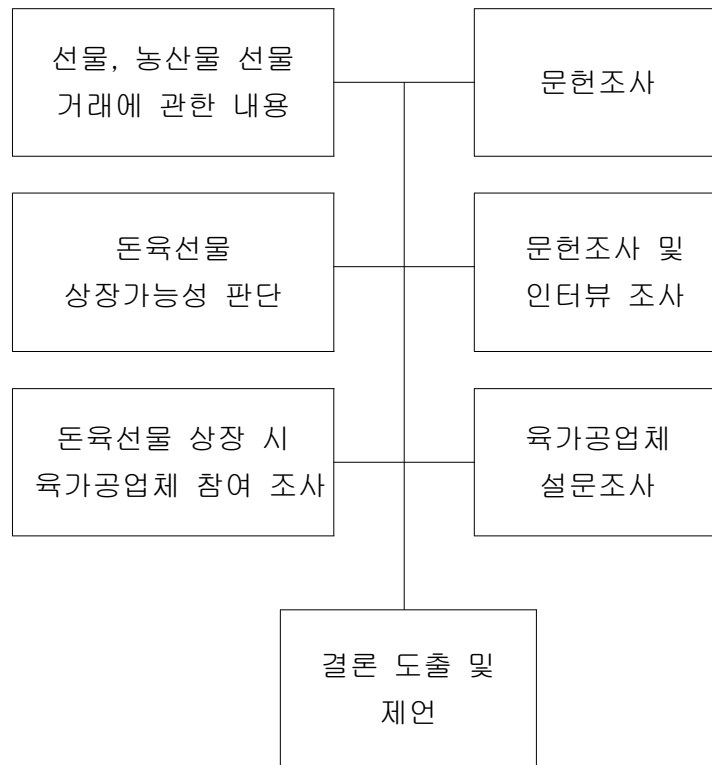 선물, 농산물 선물
거래에 관한 내용
문헌조사
돈육선물
상장가능성 판단
문헌조사 및
인터뷰 조사
돈육선물 상장 시
육가공업체 참여 조사
육가공업체
설문조사
결론 도출 및
제언